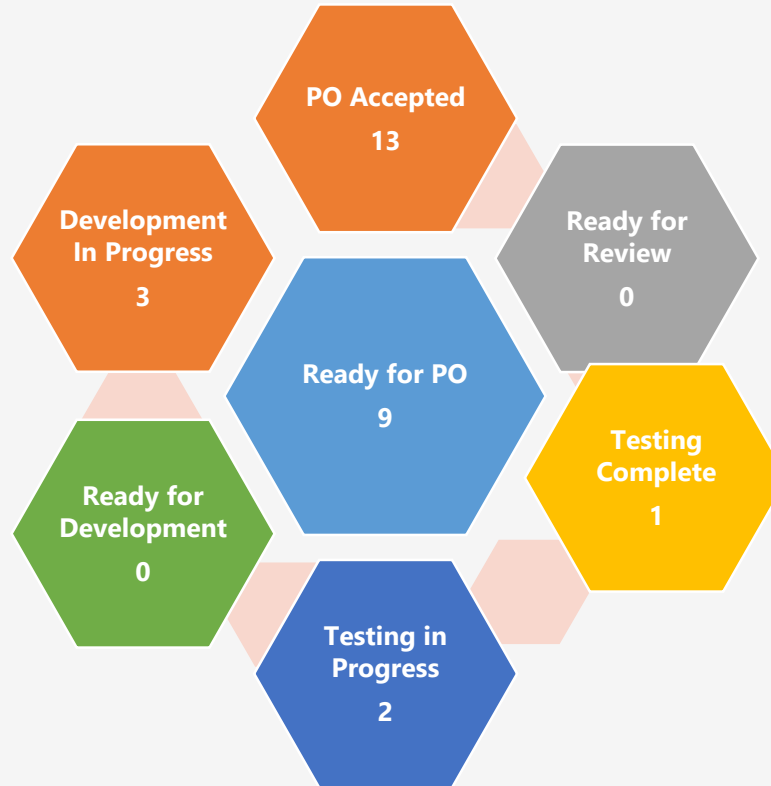 PO Accepted
13
Development
In Progress
3
Ready for
Review
0
Ready for PO
9
Testing
Complete
1
Ready for
Development
0
Testing in
Progress
2